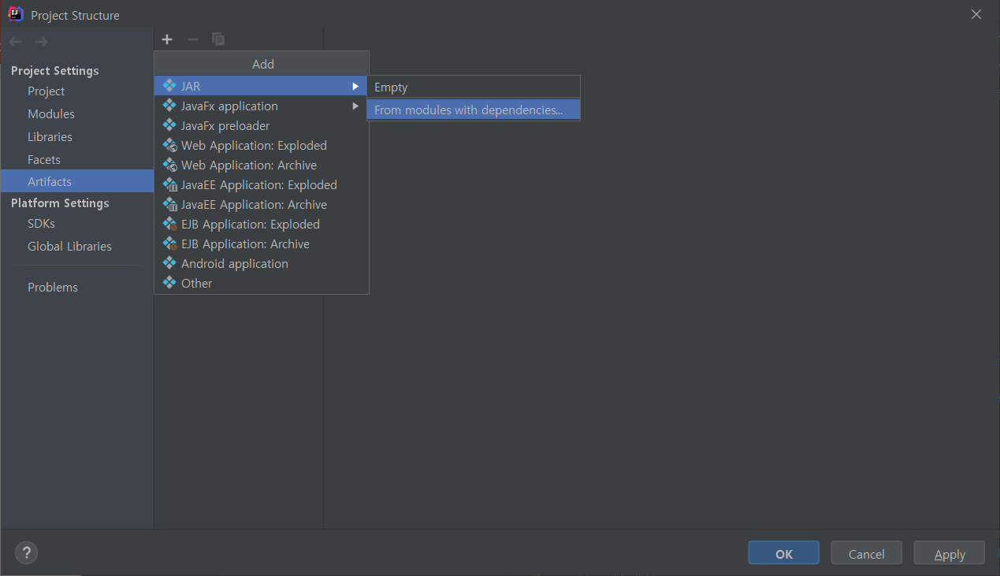 Project Structure
Project Settings
Project
Modules
Libraries
Facets
Artifacts
Platform Settings
SDKs
Global Libraries
Problems
Add
JAR
JavaFx application
JavaFx preloader
Web Application: Exploded
Web Application: Archive
JavaEE Application: Exploded
JavaEE Application: Archive
EJB Application: Exploded
EJB Application: Archive
Android application
Other
Empty
From modules with dependencies...
?
OK
Cancel
Apply